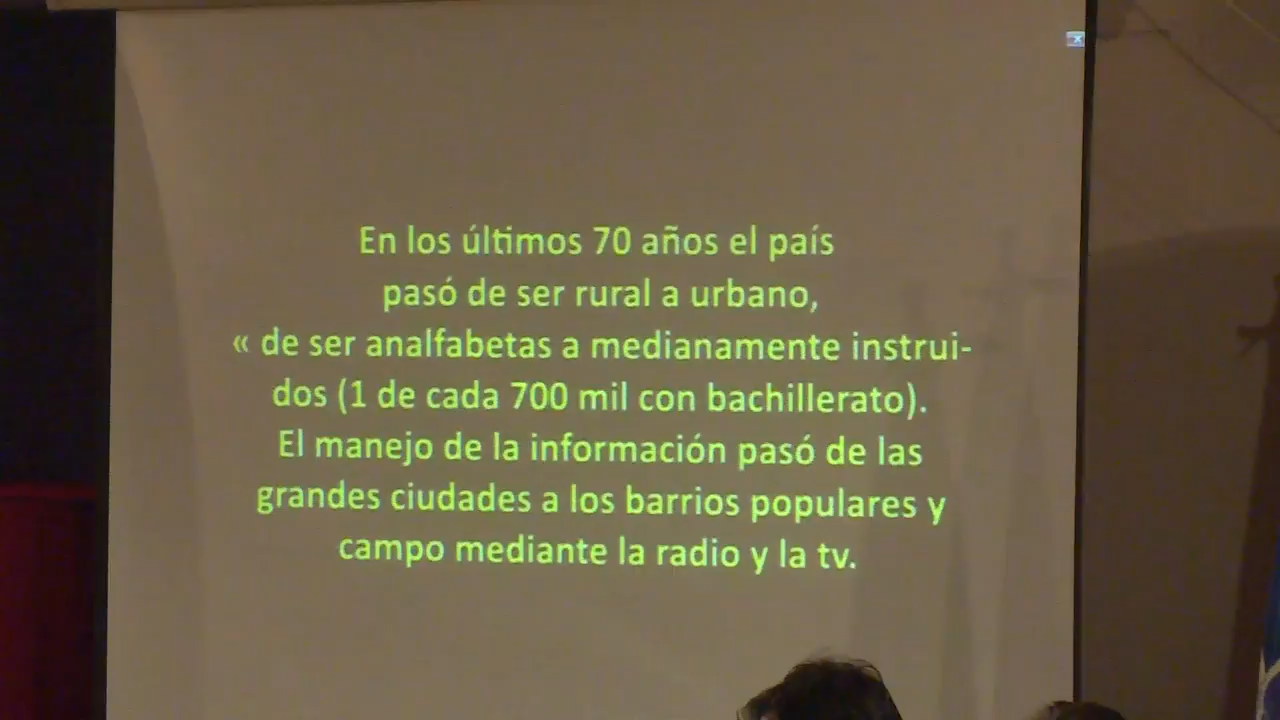 En los últimos 70 años el país
pasó de ser rural a urbano,
« de ser analfabetas a medianamente instrui-
dos (1 de cada 700 mil con bachillerato).
El manejo de la información pasó de las
grandes ciudades a los barrios populares y
campo mediante la radio y la tv.